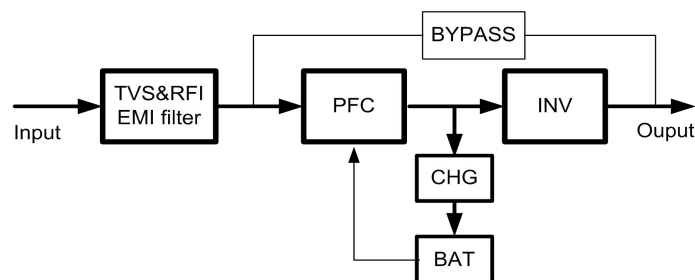 BYPASS
TVS&RFI
EMI filter
PFC
INV
Input
Ouput
CHG
BAT